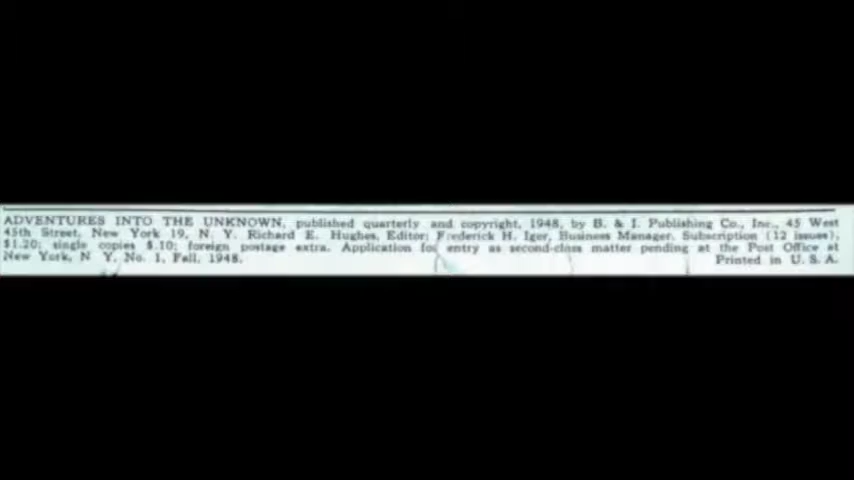 ADVENTURES INTO THE UNKNOWN, published quarterly and copyright, 1948, by B. & I. Publishing Co., Inc., 45 West
45th Street, New York 19, N. Y. Richard E. Hughes, Editor; Frederick H. Iger, Business Manager. Subscription (12 issues),
$1.20; single copies $.10; foreign postage extra. Application for entry as second-class matter pending at the Post Office at
New York, N. Y. No. 1, Fall, 1948. Printed in U. S. A.